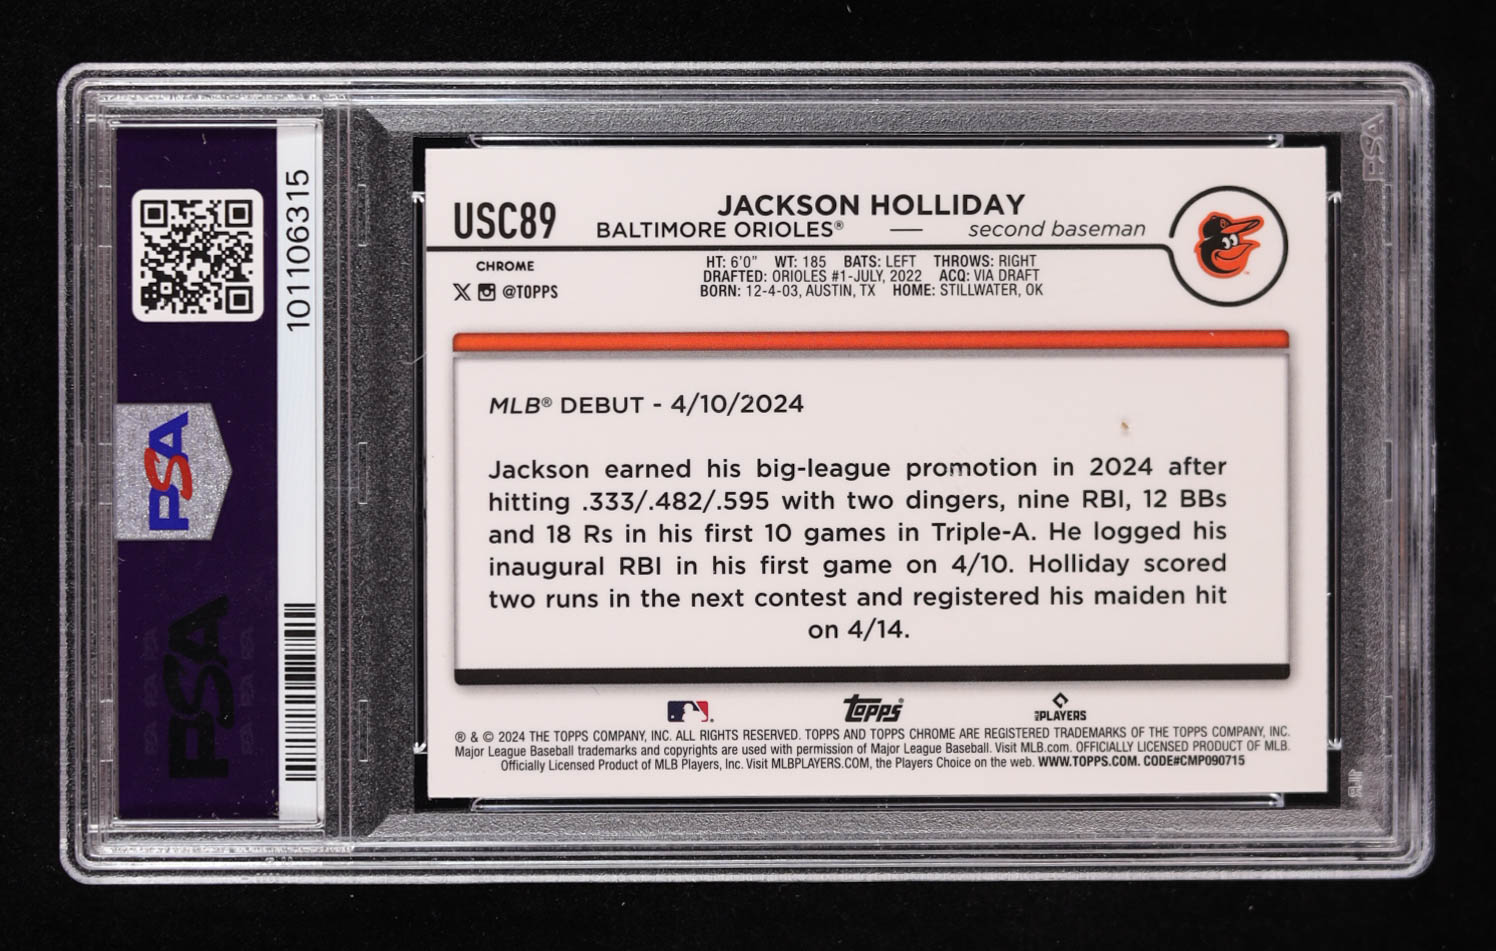 101106315
PSA
PSA
USC89
JACKSON HOLLIDAY
BALTIMORE ORIOLES® — second baseman
CHROME
@TOPPS
HT: 6'0" WT: 185 BATS: LEFT THROWS: RIGHT
DRAFTED: ORIOLES #1-JULY, 2022 ACQ: VIA DRAFT
BORN: 12-4-03, AUSTIN, TX HOME: STILLWATER, OK
MLB® DEBUT - 4/10/2024
Jackson earned his big-league promotion in 2024 after
hitting .333/.482/.595 with two dingers, nine RBI, 12 BBs
and 18 Rs in his first 10 games in Triple-A. He logged his
inaugural RBI in his first game on 4/10. Holliday scored
two runs in the next contest and registered his maiden hit
on 4/14.
Topps®
MLBPLAYERS
® & © 2024 THE TOPPS COMPANY, INC. ALL RIGHTS RESERVED. TOPPS AND TOPPS CHROME ARE REGISTERED TRADEMARKS OF THE TOPPS COMPANY, INC.
Major League Baseball trademarks and copyrights are used with permission of Major League Baseball. Visit MLB.com. OFFICIALLY LICENSED PRODUCT OF MLB.
Officially Licensed Product of MLB Players, Inc. Visit MLBPLAYERS.COM, the Players Choice on the web. WWW.TOPPS.COM. CODE#CMP090715
PSA